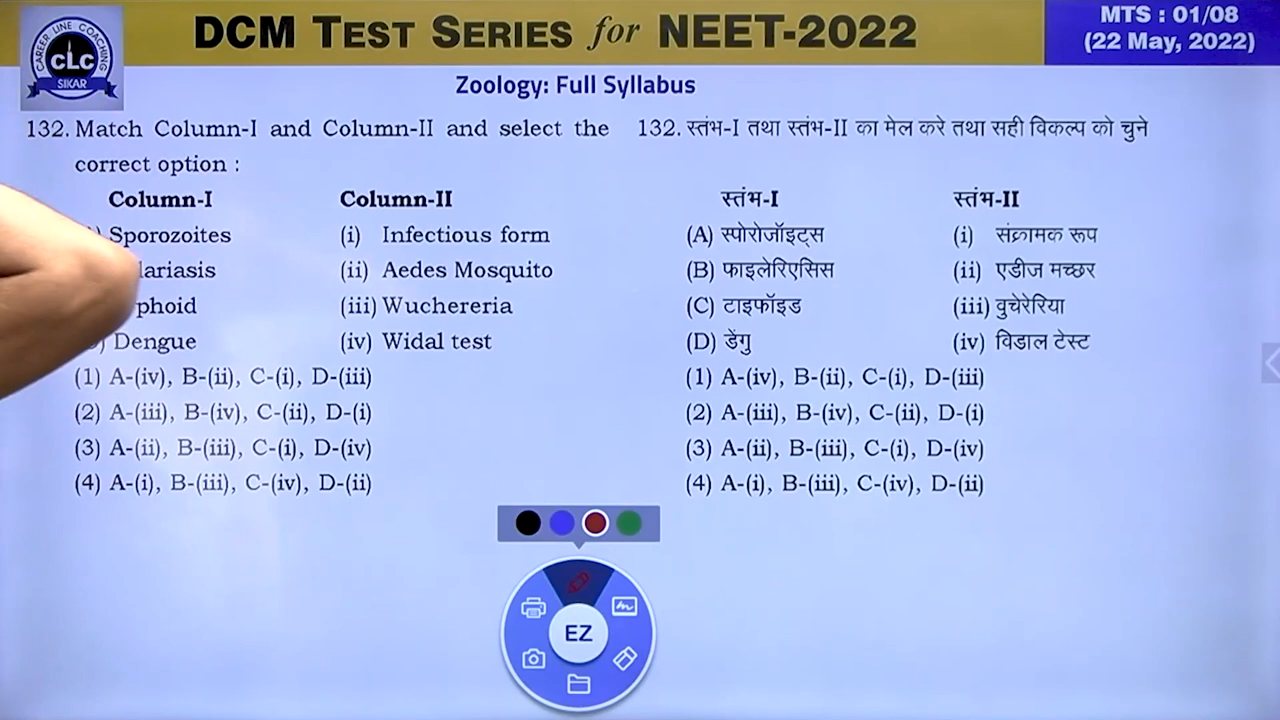 DCM TEST SERIES for NEET-2022
MTS : 01/08
(22 May, 2022)
CAREER LINE COACHING
CLC
SIKAR
Zoology: Full Syllabus
132. Match Column-I and Column-II and select the
correct option :
Column-I Column-II
Sporozoites (i) Infectious form
(ii) Aedes Mosquito
(iii) Wuchereria
Dengue (iv) Widal test
(1) A-(iv), B-(ii), C-(i), D-(iii)
(2) A-(iii), B-(iv), C-(ii), D-(i)
(3) A-(ii), B-(iii), C-(i), D-(iv)
(4) A-(i), B-(iii), C-(iv), D-(ii)
132. स्तंभ-I तथा स्तंभ-II का मेल करे तथा सही विकल्प को चुने
स्तंभ-I स्तंभ-II
(A) स्पोरोजॉइट्स (i) संक्रामक रूप
(B) फाइलेरिएसिस (ii) एडीज मच्छर
(C) टाइफॉइड (iii) वुचेरेरिया
(D) डेंगु (iv) विडाल टेस्ट
(1) A-(iv), B-(ii), C-(i), D-(iii)
(2) A-(iii), B-(iv), C-(ii), D-(i)
(3) A-(ii), B-(iii), C-(i), D-(iv)
(4) A-(i), B-(iii), C-(iv), D-(ii)
EZ